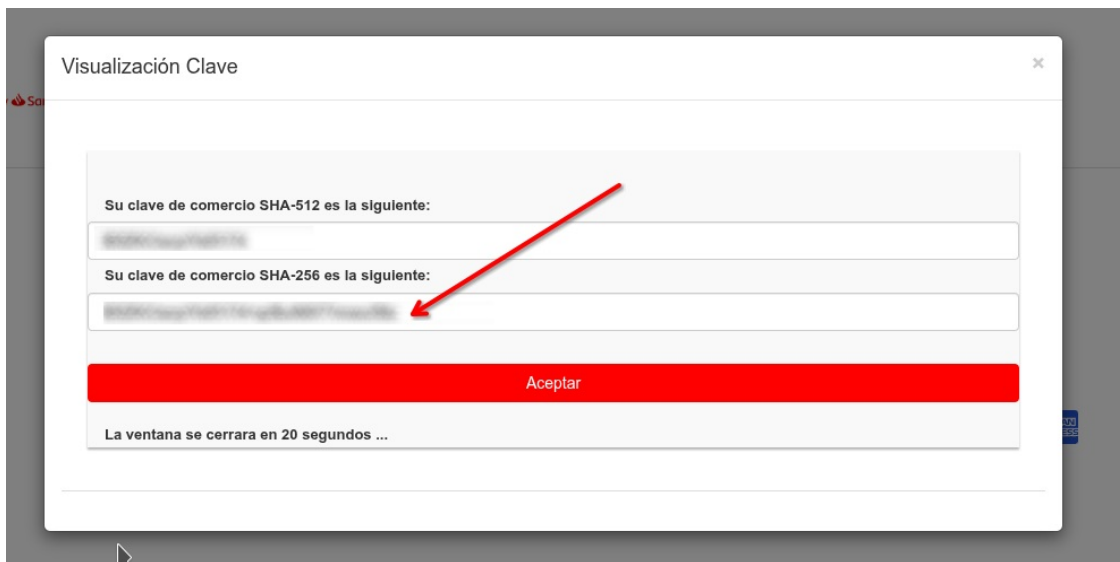 Visualización Clave
×
Su clave de comercio SHA-512 es la siguiente:
Su clave de comercio SHA-256 es la siguiente:
Aceptar
La ventana se cerrara en 20 segundos ...